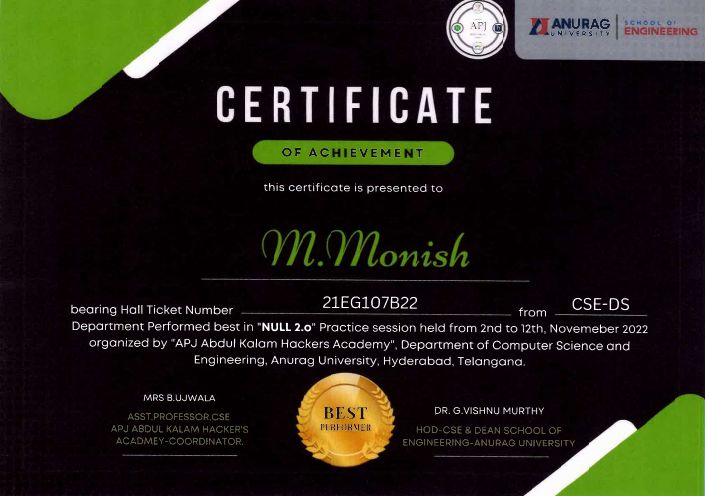 APJ
ANURAG
UNIVERSITY
SCHOOL OF
ENGINEERING
CERTIFICATE
OF ACHIEVEMENT
this certificate is presented to
M.Monish
bearing Hall Ticket Number 21EG107B22 from CSE-DS
Department Performed best in "NULL 2.o" Practice session held from 2nd to 12th, Novemeber 2022
organized by "APJ Abdul Kalam Hackers Academy", Department of Computer Science and
Engineering, Anurag University, Hyderabad, Telangana.
MRS B.UJWALA
ASST.PROFESSOR,CSE
APJ ABDUL KALAM HACKER'S
ACADMEY-COORDINATOR.
BEST
PERFORMER
DR. G.VISHNU MURTHY
HOD-CSE & DEAN SCHOOL OF
ENGINEERING-ANURAG UNIVERSITY